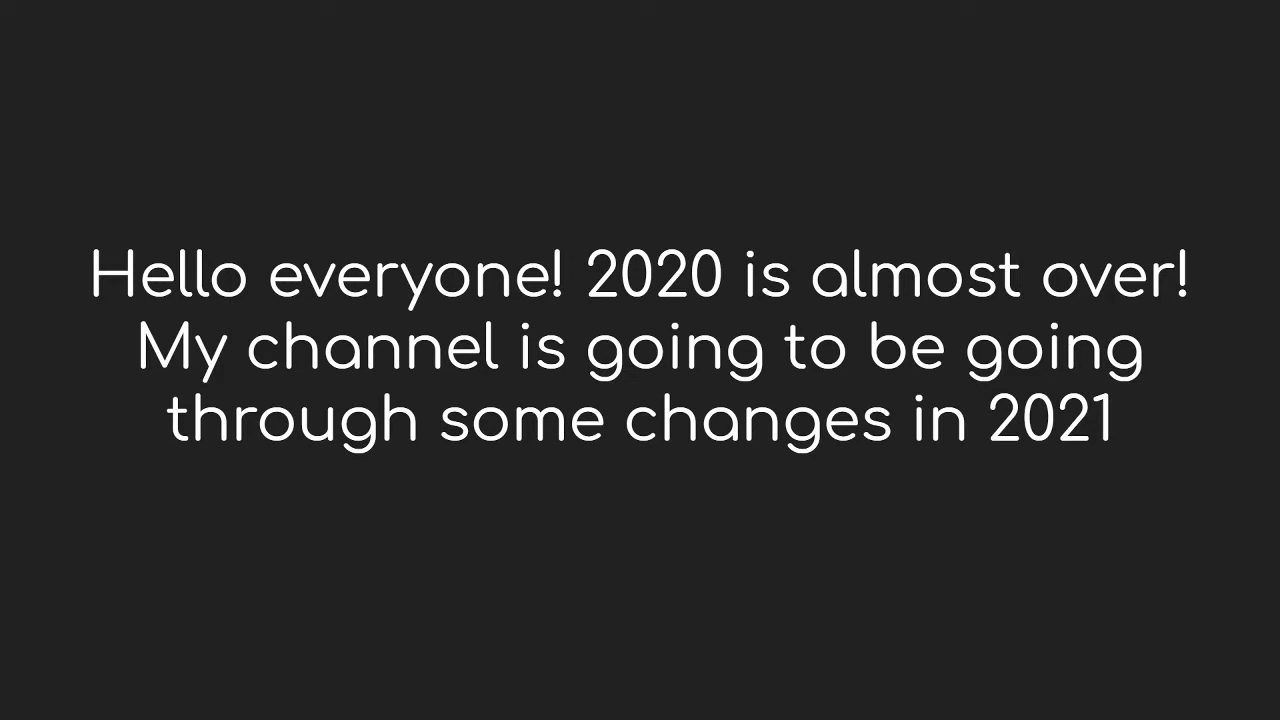 Hello everyone! 2020 is almost over!
My channel is going to be going
through some changes in 2021